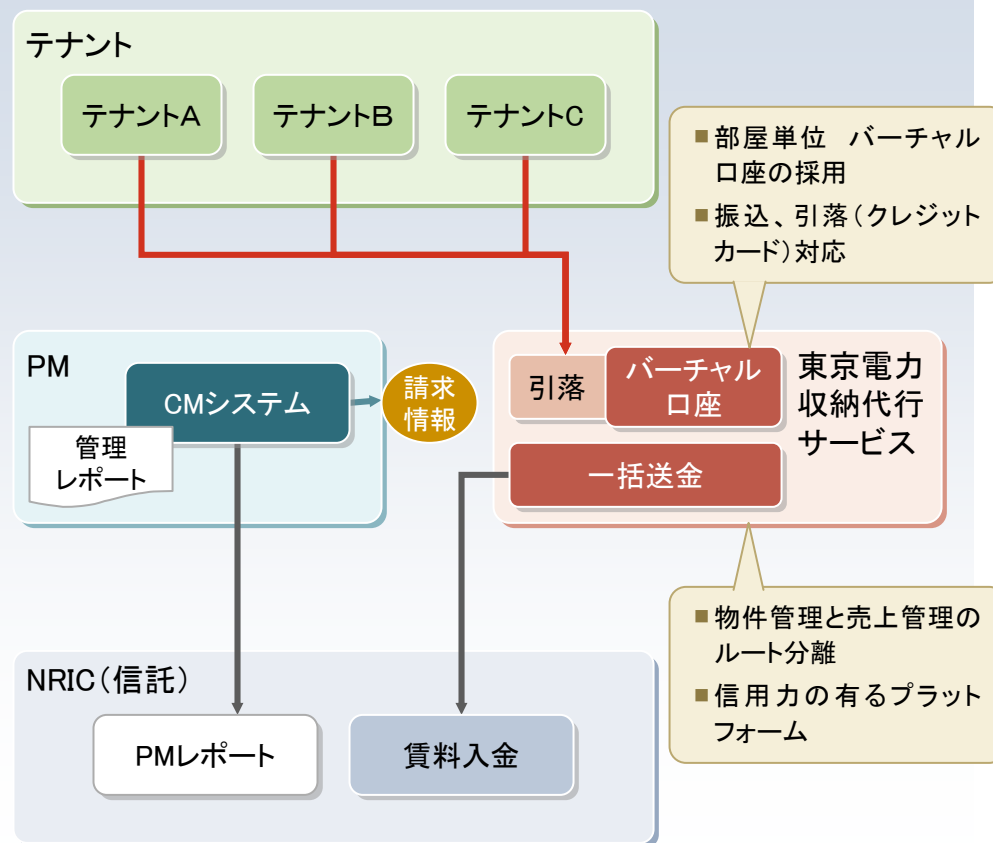 テナント
テナントA
テナントB
テナントC
■部屋単位 バーチャル
口座の採用
■振込、引落(クレジット
カード)対応
PM
CMシステム
管理
レポート
請求
情報
引落
バーチャル
口座
一括送金
東京電力
収納代行
サービス
■物件管理と売上管理の
ルート分離
■信用力の有るプラット
フォーム
NRIC(信託)
PMレポート
賃料入金